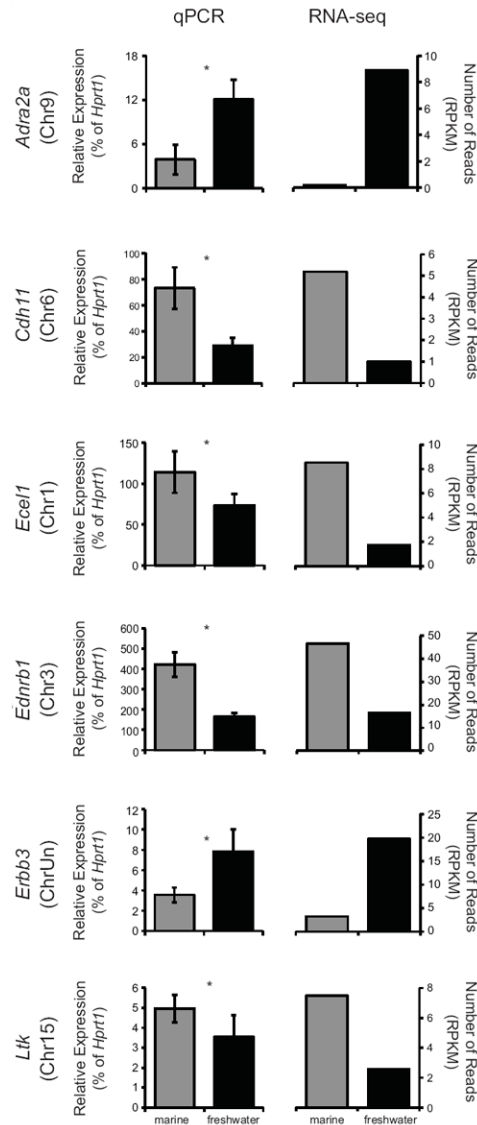 qPCR RNA-seq
Adra2a
(Chr9)
Relative Expression
(% of Hprt1)
18
12
6
0
*
10
8
6
4
2
0
Number of Reads
(RPKM)
Cdh11
(Chr6)
Relative Expression
(% of Hprt1)
100
80
60
40
20
0
*
6
5
4
3
2
1
0
Number of Reads
(RPKM)
Ecel1
(Chr1)
Relative Expression
(% of Hprt1)
150
100
50
0
*
10
8
6
4
2
0
Number of Reads
(RPKM)
Ednrb1
(Chr3)
Relative Expression
(% of Hprt1)
600
500
400
300
200
100
0
*
50
40
30
20
10
0
Number of Reads
(RPKM)
Erbb3
(ChrUn)
Relative Expression
(% of Hprt1)
12
10
8
6
4
2
0
*
25
20
15
10
5
0
Number of Reads
(RPKM)
Ltk
(Chr15)
Relative Expression
(% of Hprt1)
6
5
4
3
2
1
0
*
8
6
4
2
0
Number of Reads
(RPKM)
marine freshwater marine freshwater